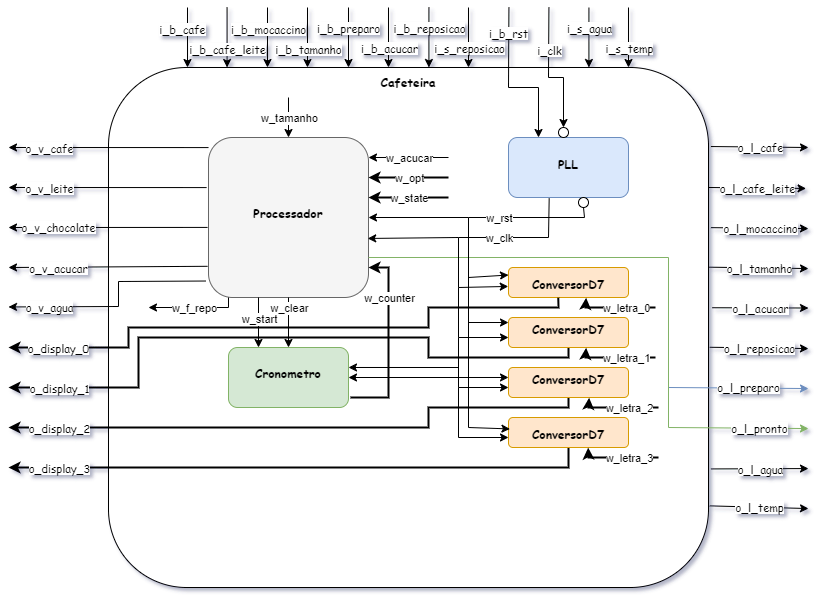 i_b_cafe
i_b_cafe_leite
i_b_mocaccino
i_b_tamanho
i_b_preparo
i_b_acucar
i_b_reposicao
i_s_reposicao
i_b_rst
i_clk
i_s_agua
i_s_temp
Cafeteira
w_tamanho
Processador
w_acucar
w_opt
w_state
w_rst
w_clk
PLL
o_v_cafe
o_v_leite
o_v_chocolate
o_v_acucar
o_v_agua
o_display_0
o_display_1
o_display_2
o_display_3
w_f_repo
w_start
w_clear
w_counter
Cronometro
ConversorD7
w_letra_0
ConversorD7
w_letra_1
ConversorD7
w_letra_2
ConversorD7
w_letra_3
o_l_cafe
o_l_cafe_leite
o_l_mocaccino
o_l_tamanho
o_l_acucar
o_l_reposicao
o_l_preparo
o_l_pronto
o_l_agua
o_l_temp